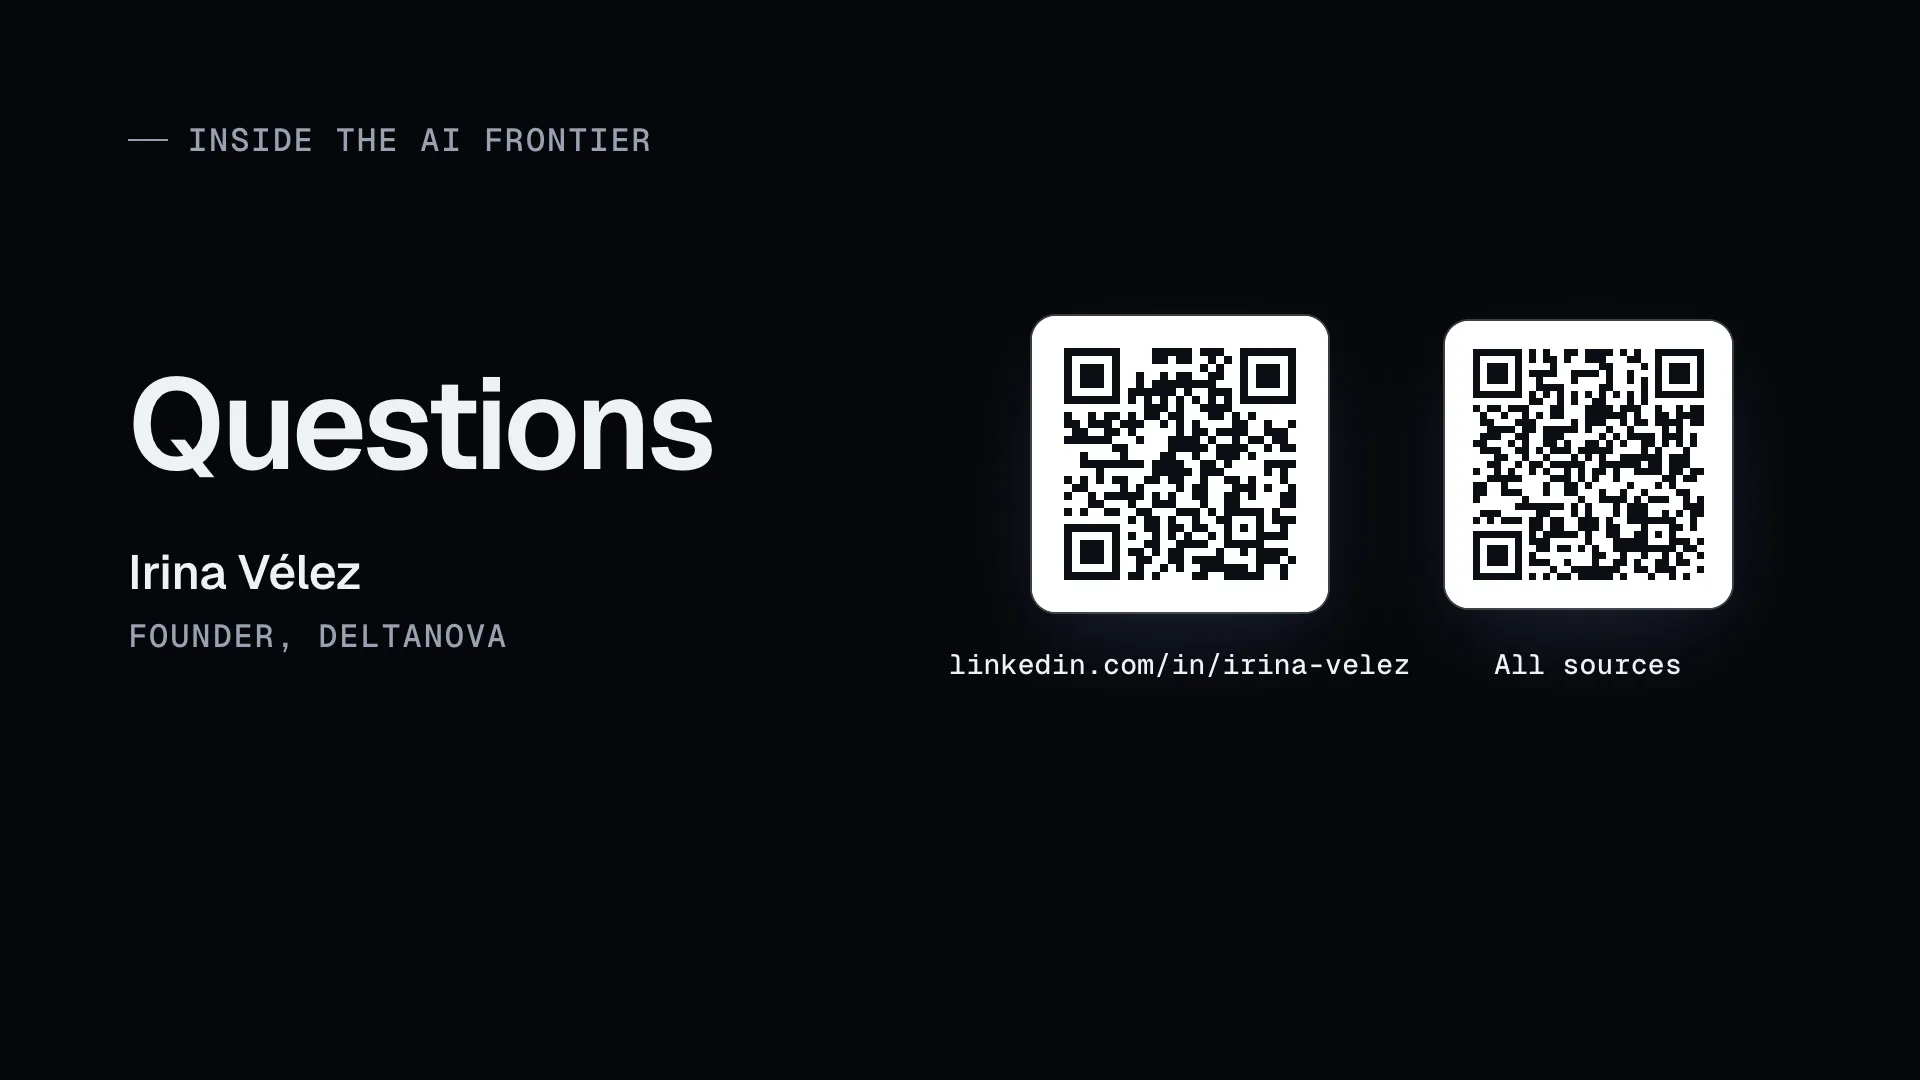 INSIDE THE AI FRONTIER
Questions
Irina Vélez
FOUNDER, DELTANOVA
linkedin.com/in/irina-velez
All sources